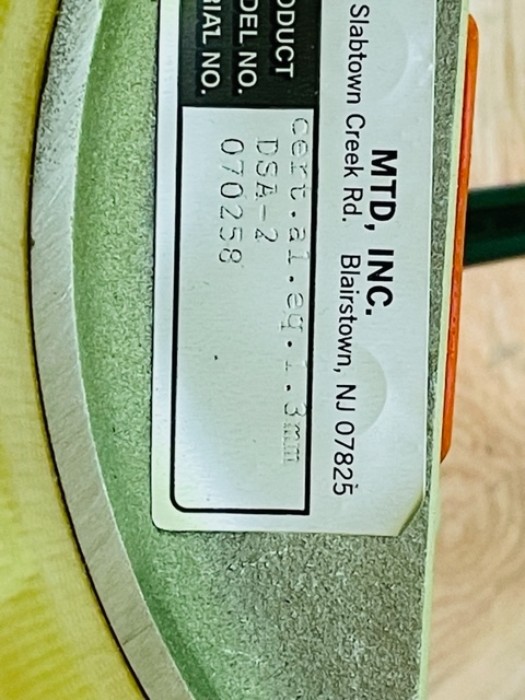 MTD, INC.
Slabtown Creek Rd. Blairstown, NJ 07825
ODUCT cert.al.eq. .3mm
DEL NO. DSA-2
RIAL NO. 070258